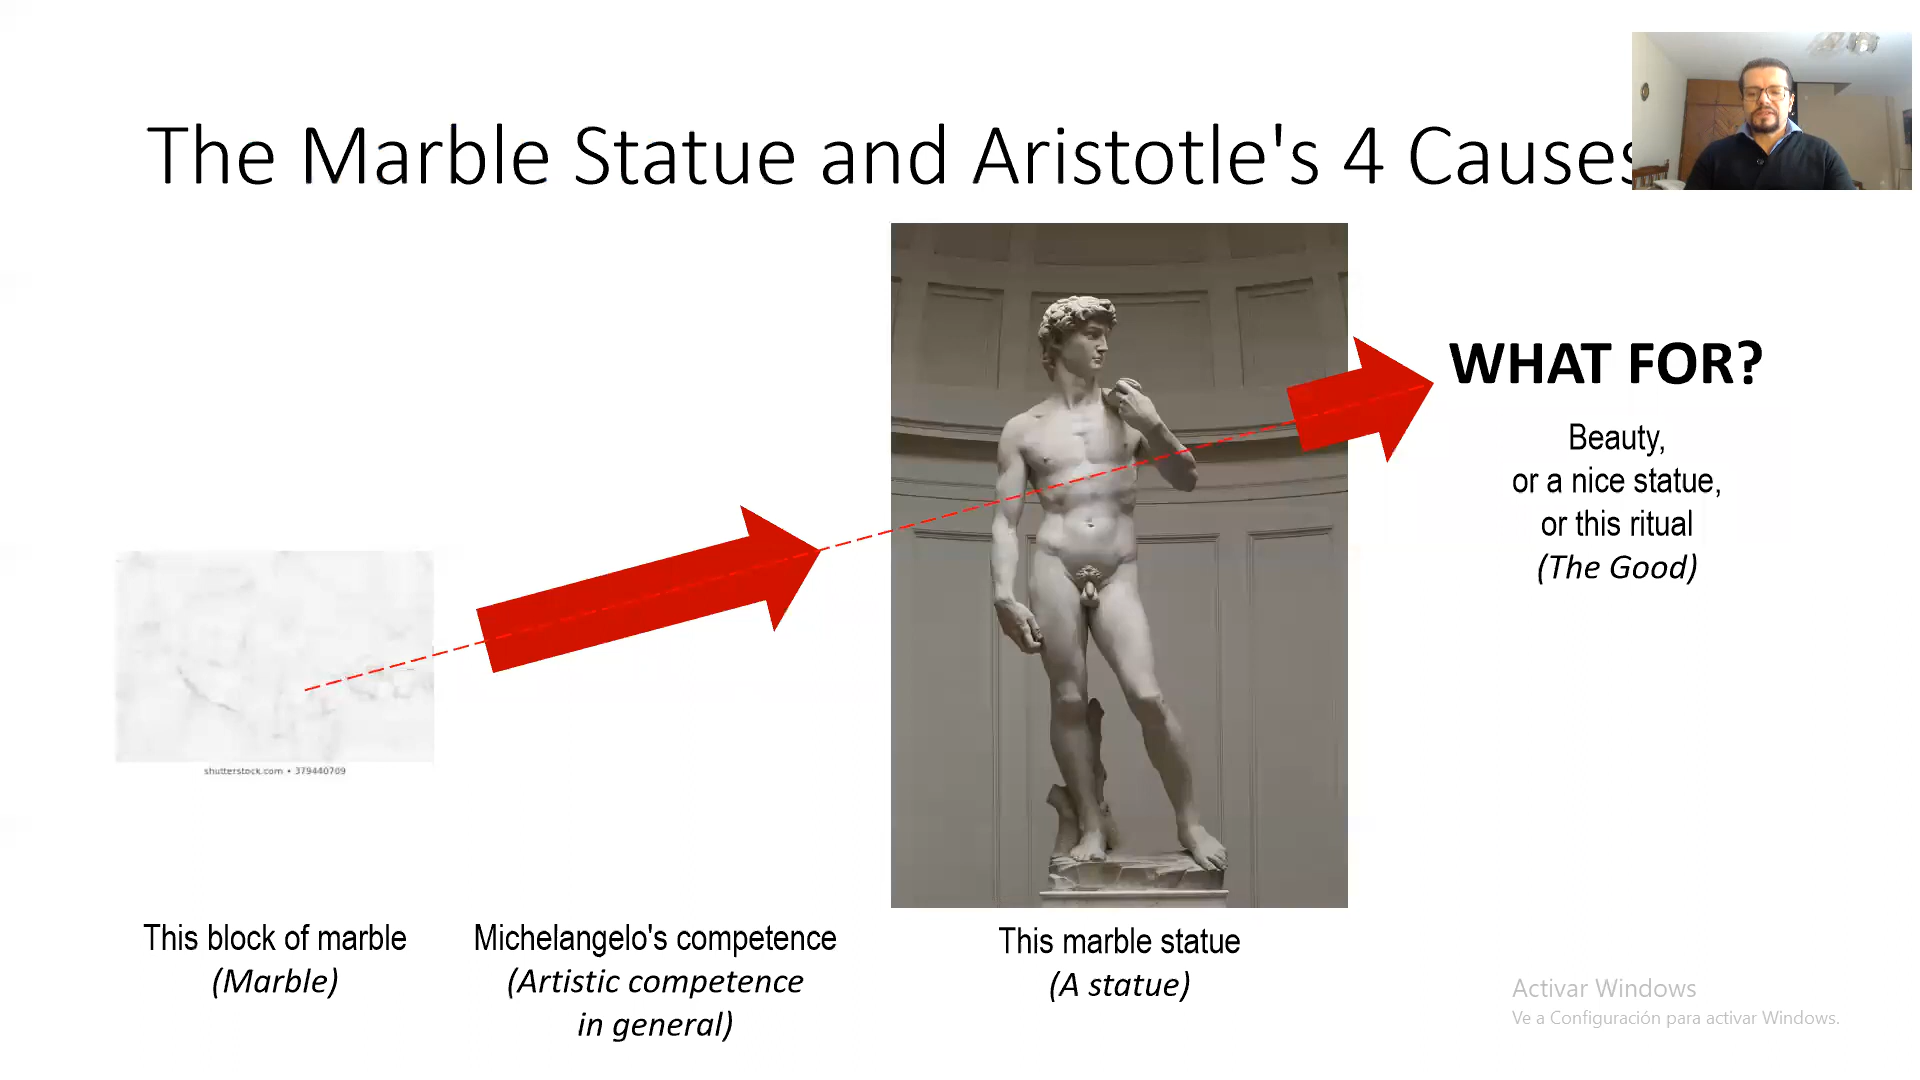 The Marble Statue and Aristotle's 4 Causes
WHAT FOR?
Beauty,
or a nice statue,
or this ritual
(The Good)
shutterstock.com • 379440709
This block of marble
(Marble)
Michelangelo's competence
(Artistic competence
in general)
This marble statue
(A statue)
Activar Windows
Ve a Configuración para activar Windows.